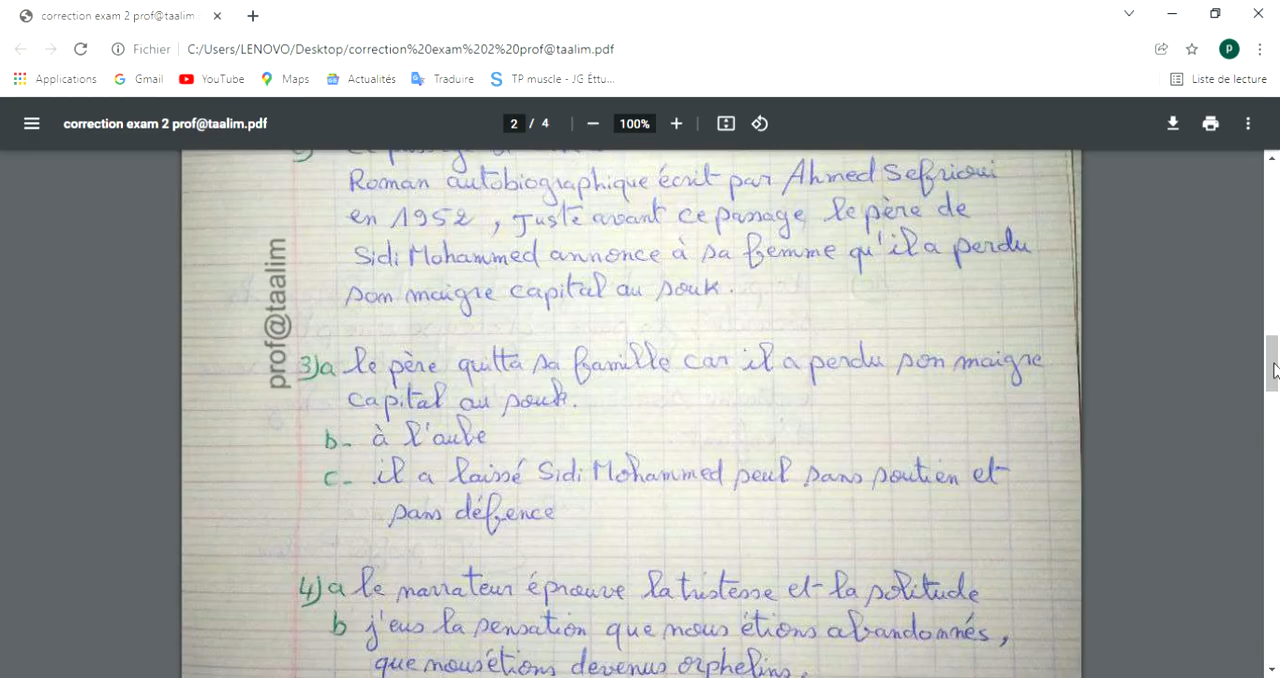 correction exam 2 prof@taalim
Fichier C:/Users/LENOVO/Desktop/correction%20exam%202%20prof@taalim.pdf
P
Applications Gmail YouTube Maps Actualités Traduire TP muscle - JG Ettu... Liste de lecture
correction exam 2 prof@taalim.pdf 2 / 4 100%
Roman autobiographique écrit par Ahmed Sefrioui
en 1952, Juste avant ce passage le père de
Sidi Mohammed annonce à sa femme qu'il a perdu
son maigre capital au souk.
prof@taalim
3)a le père quitta sa famille car il a perdu son maigre
capital au souk.
b- à l'aube
c- il a laissé Sidi Mohammed seul sans soutien et
sans défence
4)a le narrateur éprouve la tristesse et la solitude
b j'eus la sensation que nous étions abandonnés,
que nous étions devenus orphelins.